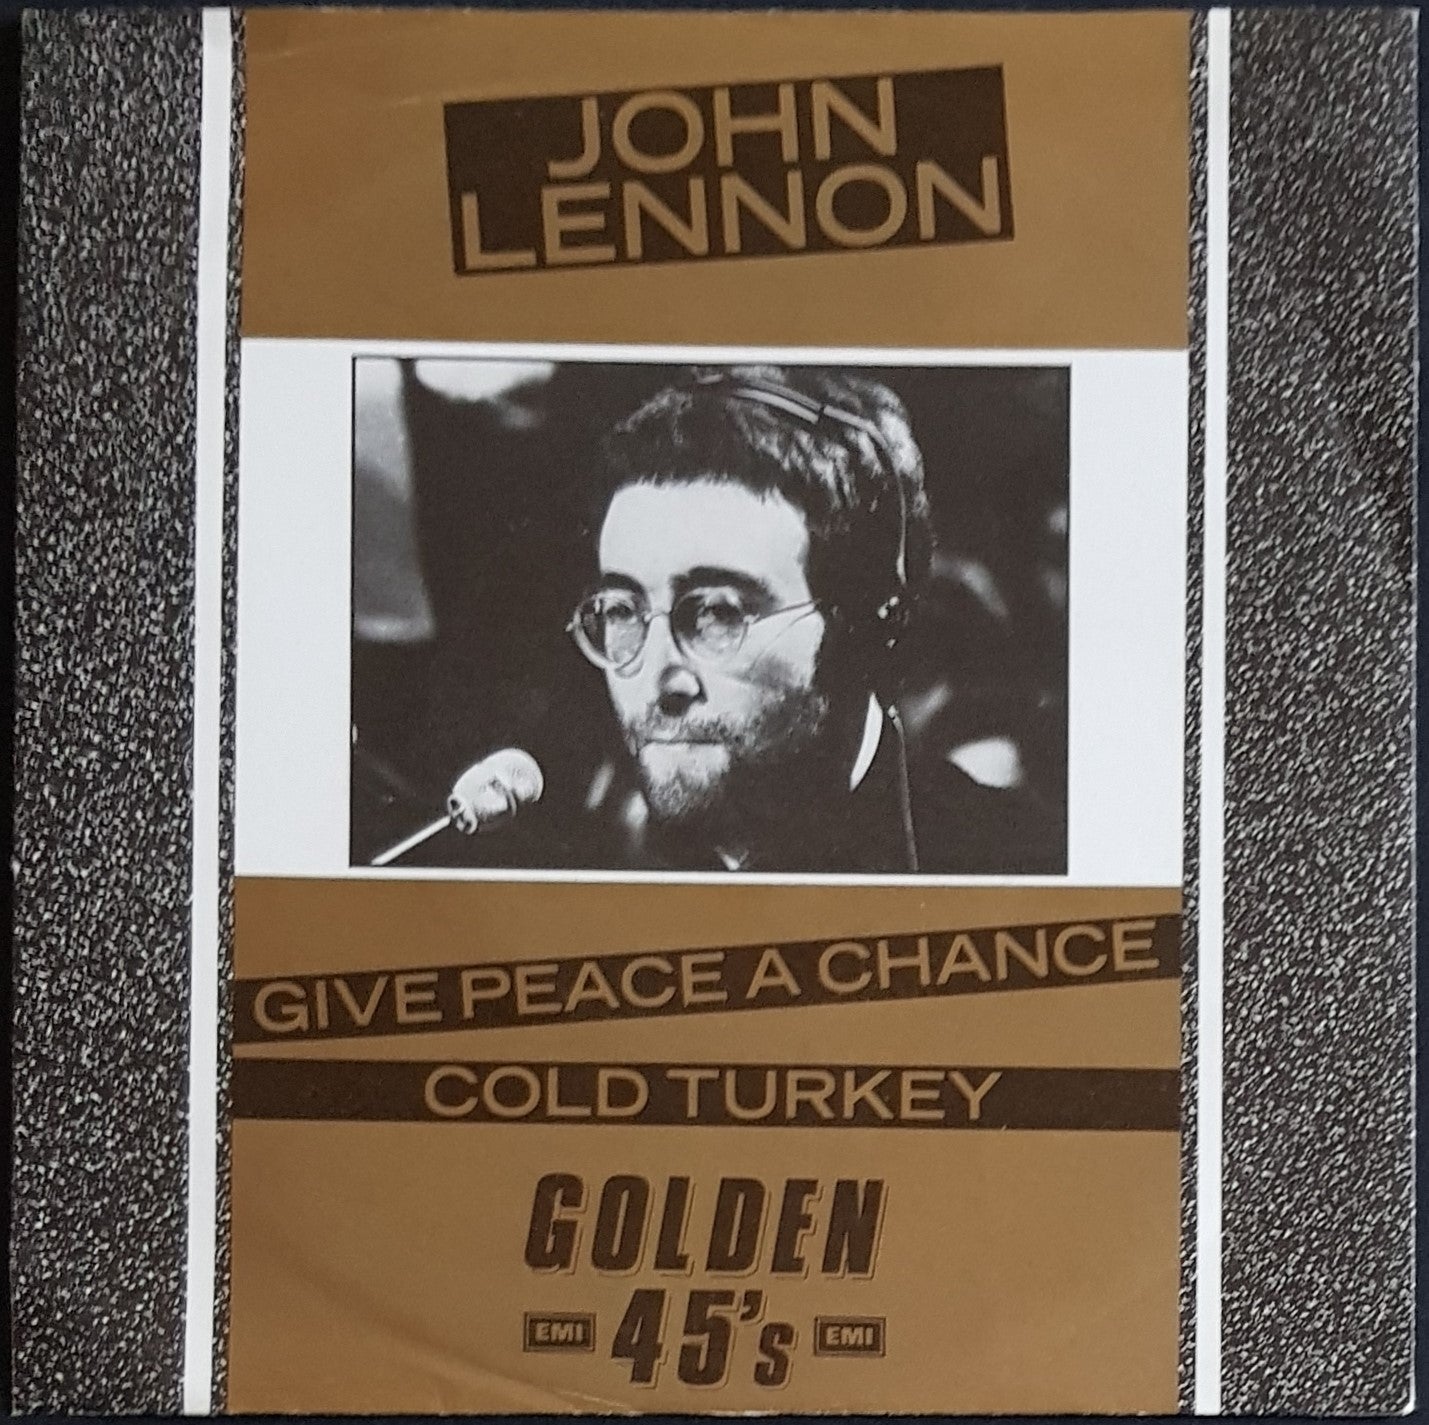 JOHN
LENNON
GIVE PEACE A CHANCE
COLD TURKEY
GOLDEN
EMI 45's EMI